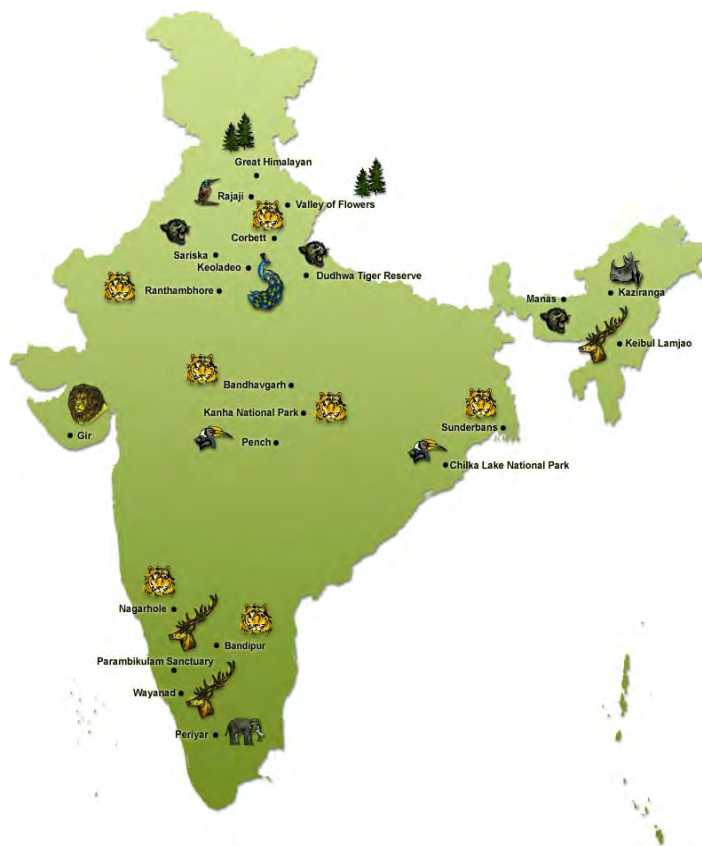 Great Himalayan
Rajaji
Valley of Flowers
Corbett
Sariska
Keoladeo
Dudhwa Tiger Reserve
Ranthambhore
Manas
Kaziranga
Keibul Lamjao
Bandhavgarh
Kanha National Park
Sunderbans
Gir
Pench
Chilka Lake National Park
Nagarhole
Bandipur
Parambikulam Sanctuary
Wayanad
Periyar